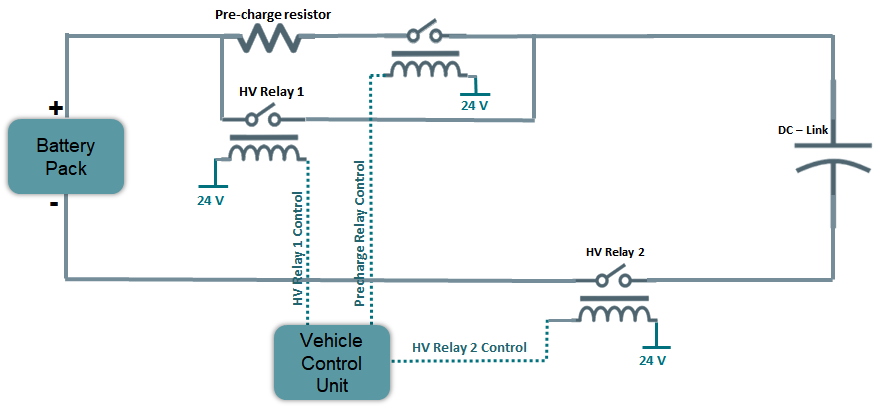 Pre-charge resistor
24 V
HV Relay 1
+
Battery
Pack
-
24 V
DC – Link
HV Relay 1 Control
Precharge Relay Control
HV Relay 2
24 V
Vehicle
Control
Unit
HV Relay 2 Control